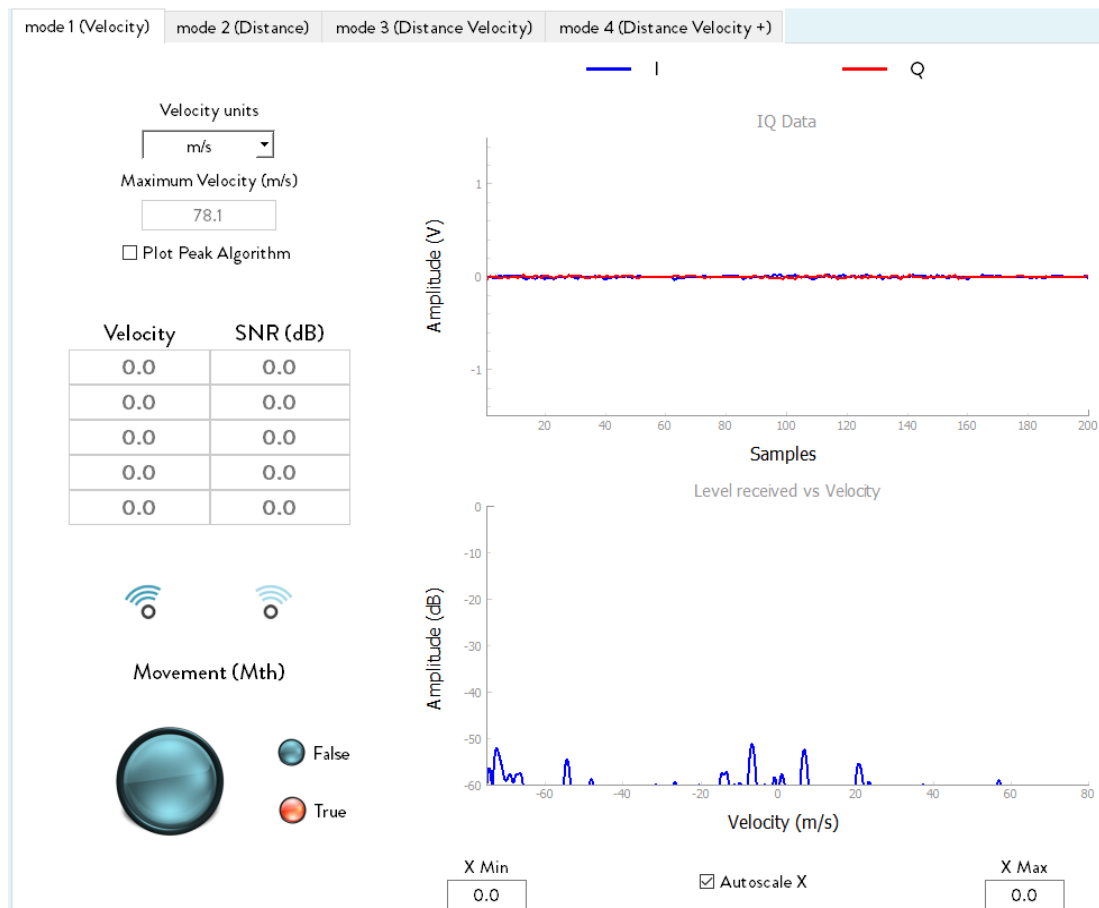 mode 1 (Velocity) mode 2 (Distance) mode 3 (Distance Velocity) mode 4 (Distance Velocity +)
I Q
Velocity units
m/s
Maximum Velocity (m/s)
78.1
Plot Peak Algorithm
Velocity SNR (dB)
0.0 0.0
0.0 0.0
0.0 0.0
0.0 0.0
0.0 0.0
Movement (Mth)
False
True
IQ Data
Amplitude (V)
1
0
-1
20 40 60 80 100 120 140 160 180 200
Samples
Level received vs Velocity
Amplitude (dB)
0
-10
-20
-30
-40
-50
-60
-60 -40 -20 0 20 40 60 80
Velocity (m/s)
X Min
0.0
Autoscale X
X Max
0.0